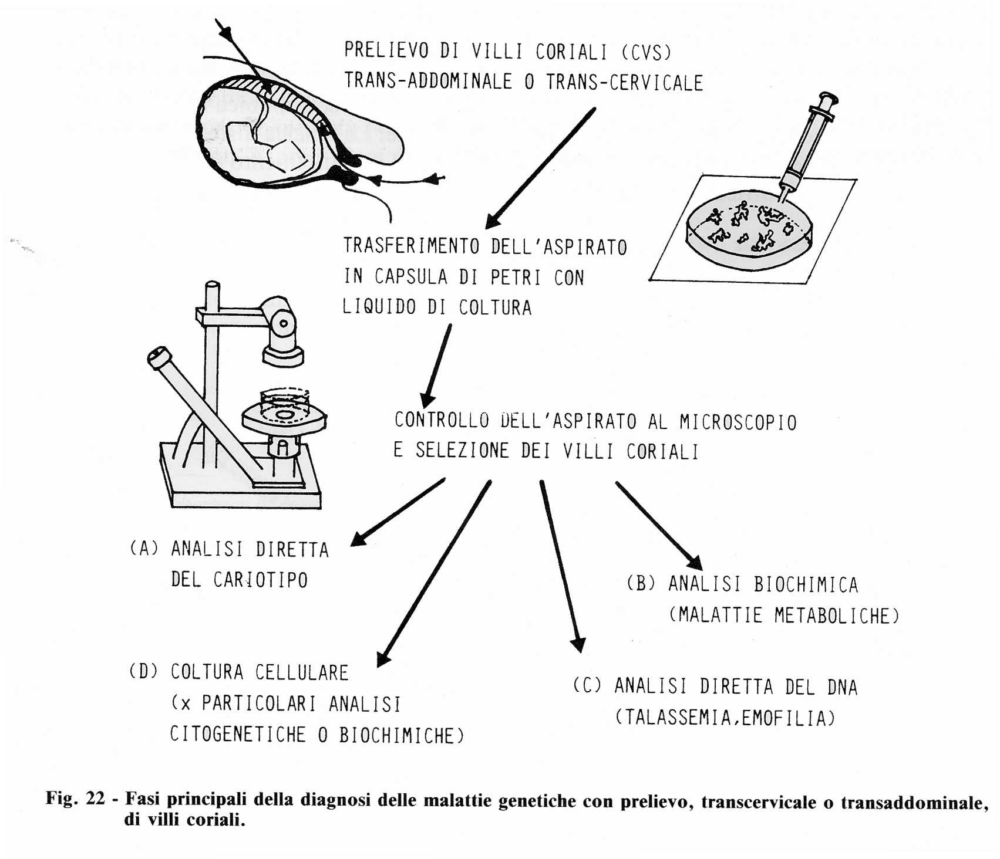 PRELIEVO DI VILLI CORIALI (CVS)
TRANS-ADDOMINALE O TRANS-CERVICALE
TRASFERIMENTO DELL'ASPIRATO
IN CAPSULA DI PETRI CON
LIQUIDO DI COLTURA
CONTROLLO DELL'ASPIRATO AL MICROSCOPIO
E SELEZIONE DEI VILLI CORIALI
(A) ANALISI DIRETTA
DEL CARIOTIPO
(B) ANALISI BIOCHIMICA
(MALATTIE METABOLICHE)
(D) COLTURA CELLULARE
(x PARTICOLARI ANALISI
CITOGENETICHE O BIOCHIMICHE)
(C) ANALISI DIRETTA DEL DNA
(TALASSEMIA,EMOFILIA)
Fig. 22 - Fasi principali della diagnosi delle malattie genetiche con prelievo, transcervicale o transaddominale,
di villi coriali.